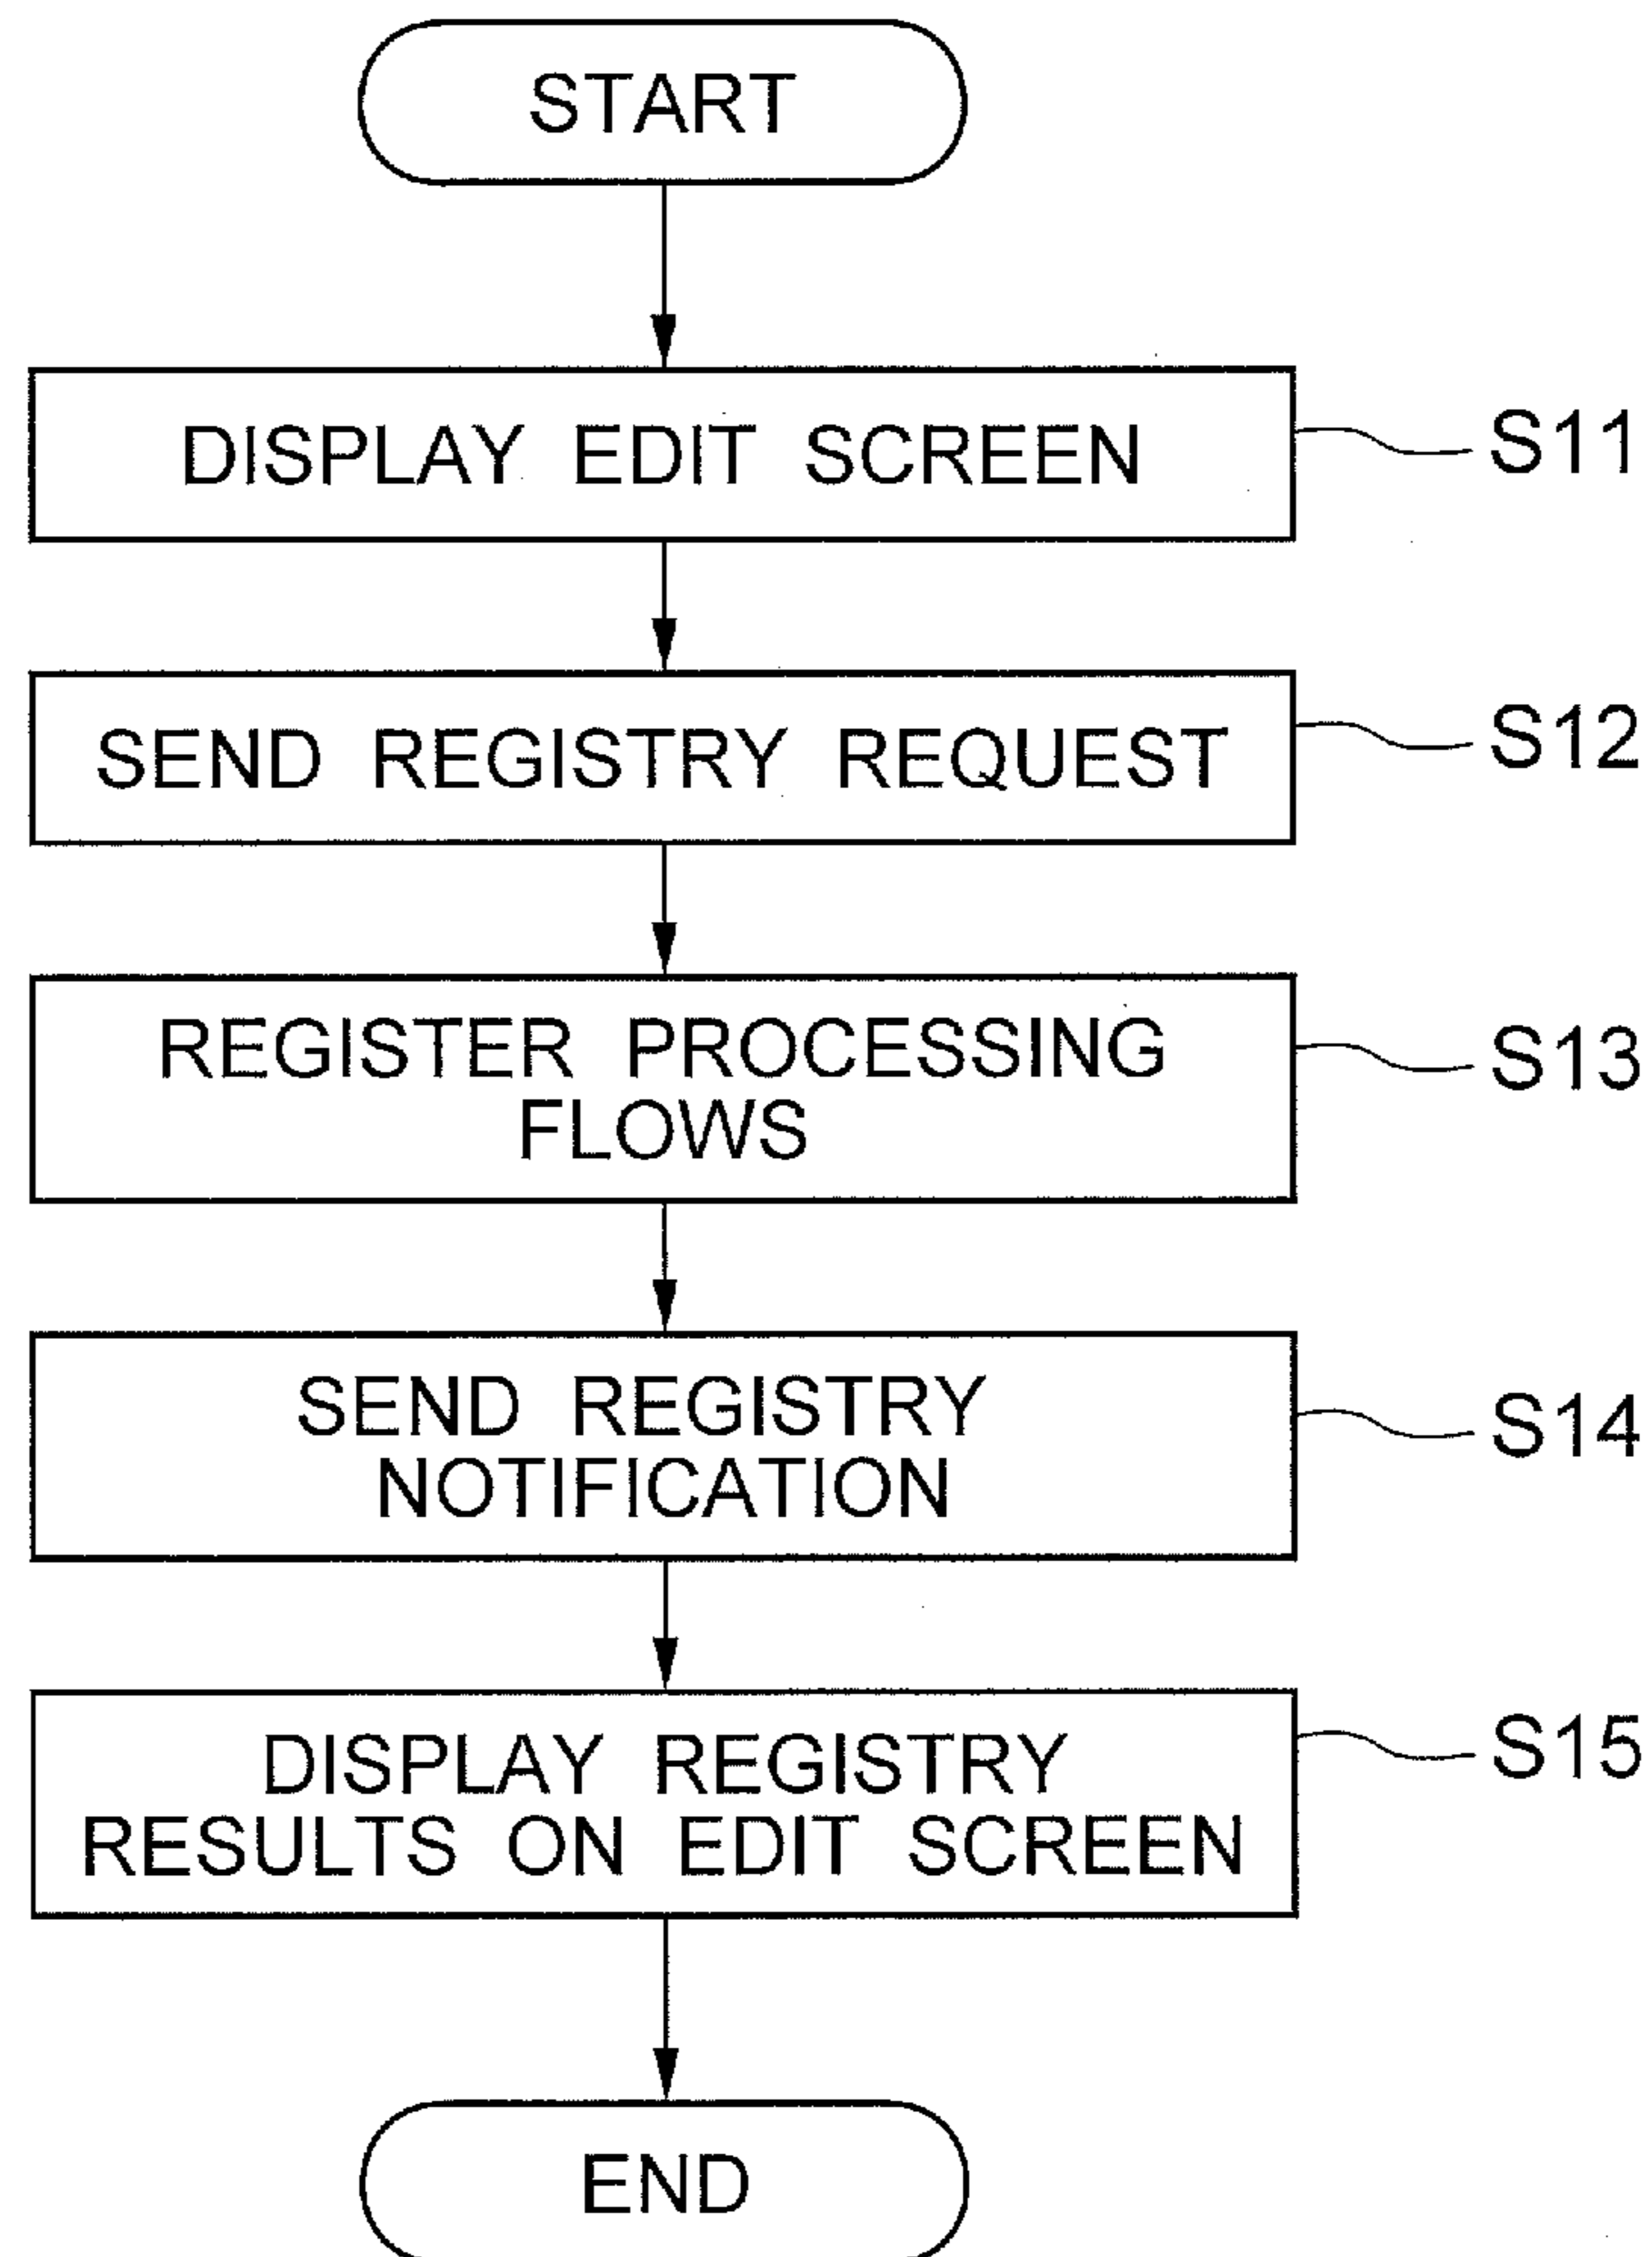 START
DISPLAY EDIT SCREEN
S11
SEND REGISTRY REQUEST
S12
REGISTER PROCESSING
FLOWS
S13
SEND REGISTRY
NOTIFICATION
S14
DISPLAY REGISTRY
RESULTS ON EDIT SCREEN
S15
END